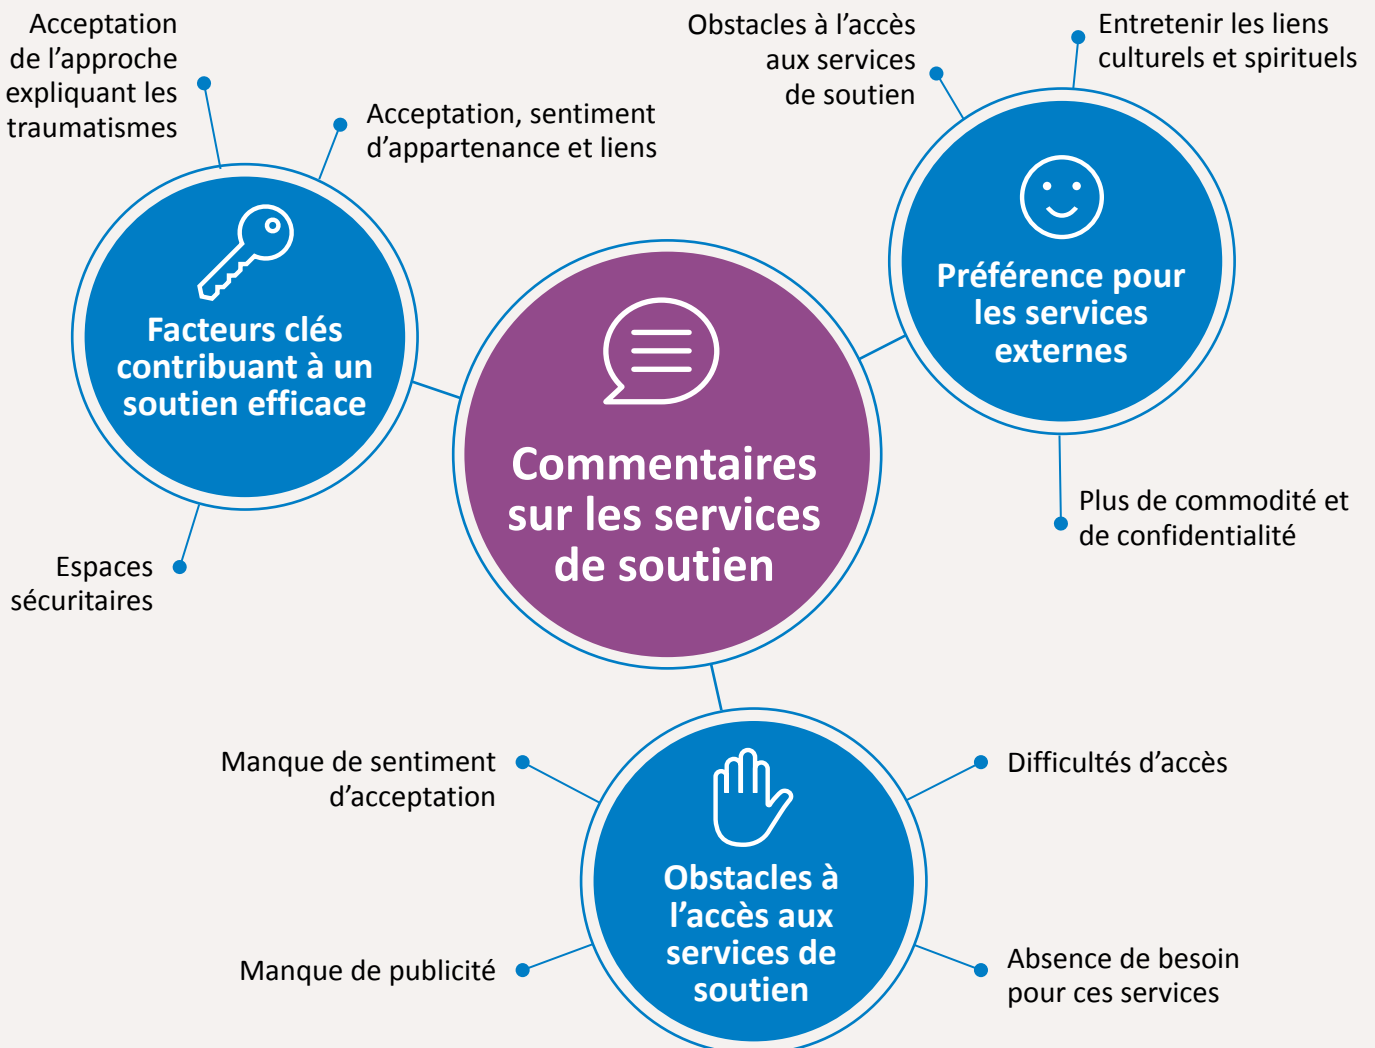 Acceptation
de l’approche
expliquant les
traumatismes
Acceptation, sentiment
d’appartenance et liens
Facteurs clés
contribuant à un
soutien efficace
Espaces
sécuritaires
Obstacles à l’accès
aux services
de soutien
Entretenir les liens
culturels et spirituels
Préférence pour
les services
externes
Plus de commodité et
de confidentialité
Commentaires
sur les services
de soutien
Manque de sentiment
d’acceptation
Difficultés d’accès
Obstacles à
l’accès aux
services de
soutien
Manque de publicité
Absence de besoin
pour ces services